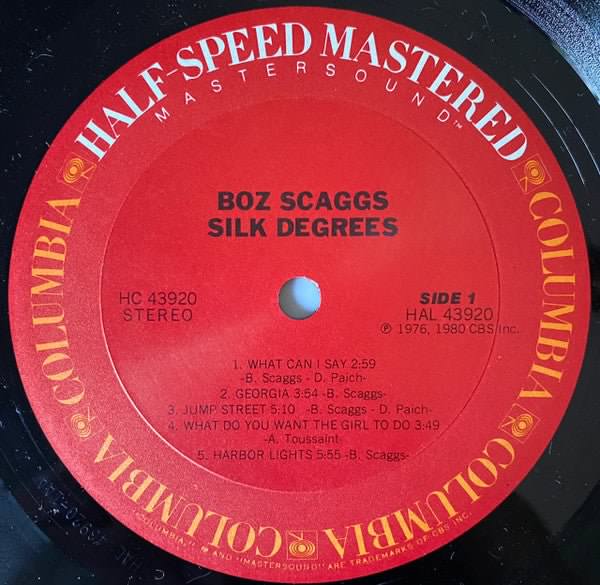 HALF-SPEED MASTERED
MASTERSOUND™
COLUMBIA
COLUMBIA
COLUMBIA
COLUMBIA
COLUMBIA
COLUMBIA
BOZ SCAGGS
SILK DEGREES
HC 43920
STEREO
SIDE 1
HAL 43920
℗ 1976, 1980 CBS Inc.
1. WHAT CAN I SAY 2:59
-B. Scaggs - D. Paich-
2. GEORGIA 3:54 -B. Scaggs-
3. JUMP STREET 5:10 -B. Scaggs - D. Paich-
4. WHAT DO YOU WANT THE GIRL TO DO 3:49
-A. Toussaint-
5. HARBOR LIGHTS 5:55 -B. Scaggs-
ARE TRADEMARKS OF CBS INC.